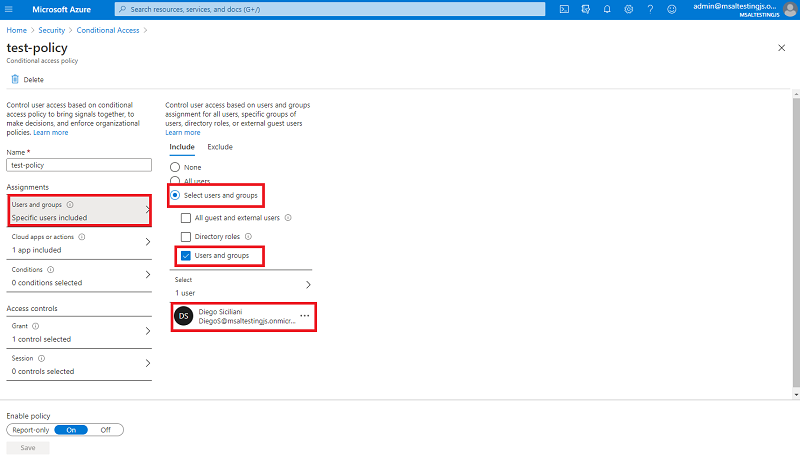 Microsoft Azure
Search resources, services, and docs (G+/)
admin@msaltestingjs.o...
MSALTESTINGJS
Home > Security > Conditional Access >
test-policy
Conditional access policy
Delete
Control user access based on conditional
access policy to bring signals together, to
make decisions, and enforce organizational
policies. Learn more
Name *
test-policy
Assignments
Users and groups
Specific users included
Cloud apps or actions
1 app included
Conditions
0 conditions selected
Access controls
Grant
1 control selected
Session
0 controls selected
Control user access based on users and groups
assignment for all users, specific groups of
users, directory roles, or external guest users
Learn more
Include Exclude
None
All users
Select users and groups
All guest and external users
Directory roles
Users and groups
Select
1 user
DS
Diego Siciliani
DiegoS@msaltestingjs.onmicr...
Enable policy
Report-only On Off
Save